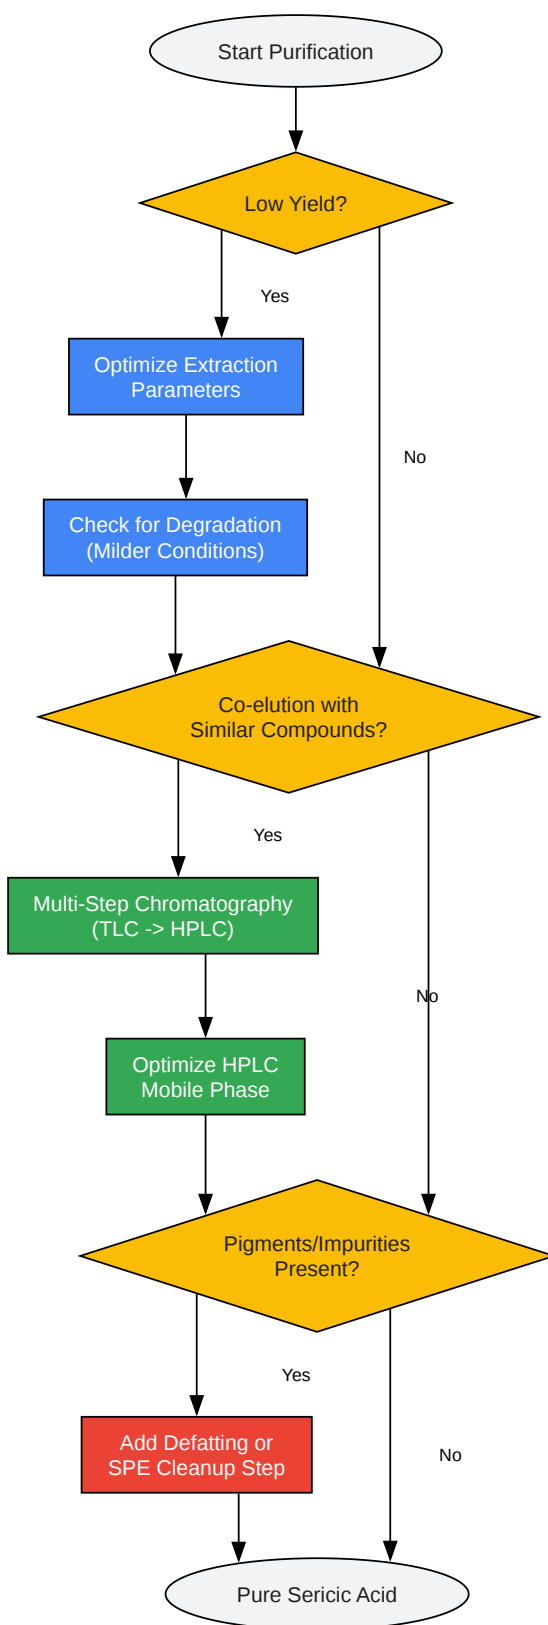 Start Purification
Low Yield?
Yes
Optimize Extraction
Parameters
No
Check for Degradation
(Milder Conditions)
Co-elution with
Similar Compounds?
Yes
Multi-Step Chromatography
(TLC -> HPLC)
No
Optimize HPLC
Mobile Phase
Pigments/Impurities
Present?
Yes
Add Defatting or
SPE Cleanup Step
No
Pure Sericic Acid